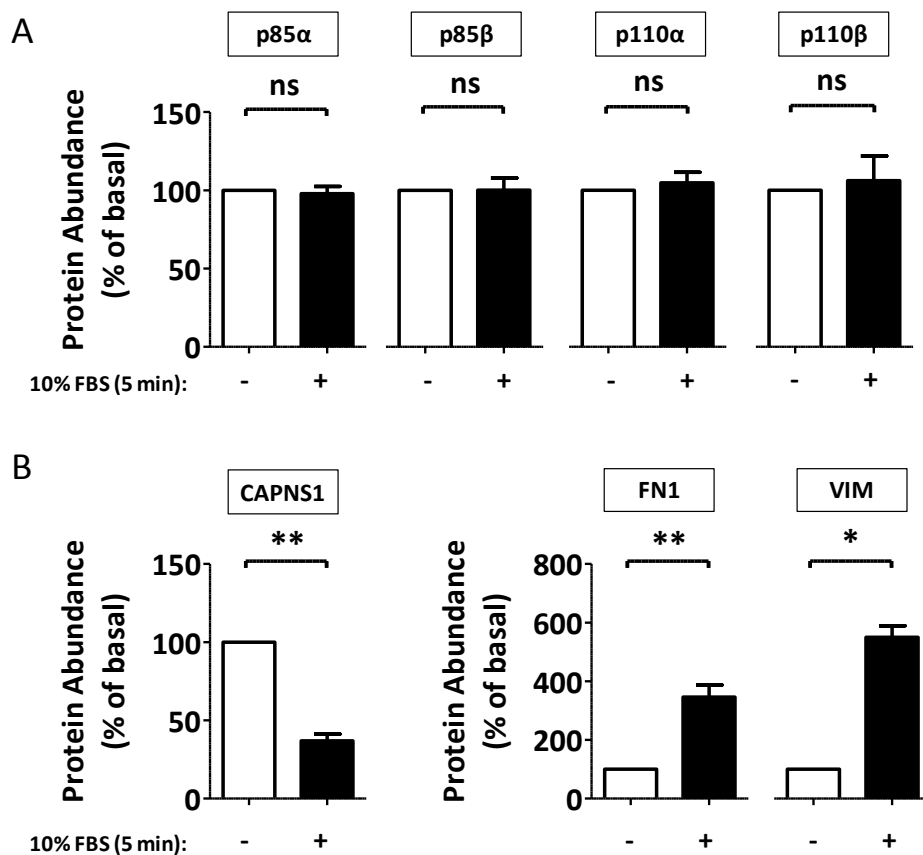 A
p85α p85β p110α p110β
ns ns ns ns
Protein Abundance
(% of basal)
150
100
50
0
10% FBS (5 min): - + - + - + - +
B
CAPNS1 FN1 VIM
** ** *
Protein Abundance
(% of basal)
150
100
50
0
Protein Abundance
(% of basal)
800
600
400
200
0
10% FBS (5 min): - + - + - +